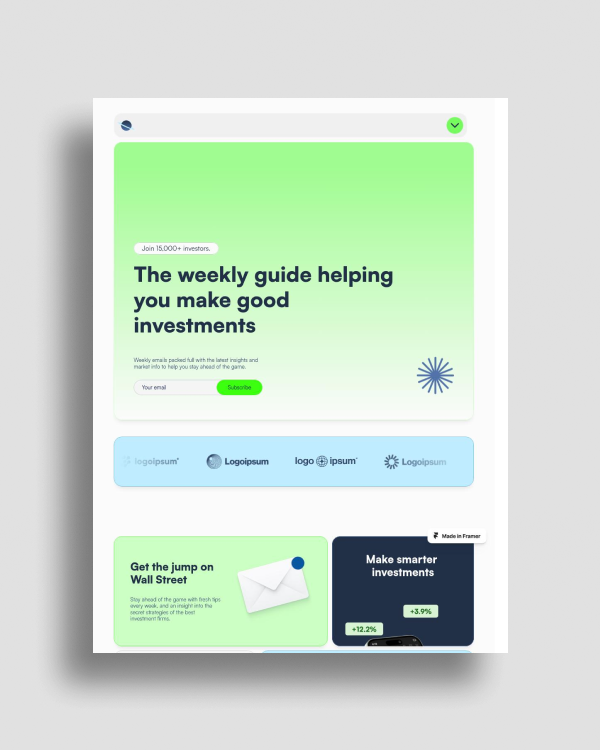 Join 15,000+ investors.
The weekly guide helping
you make good
investments
Weekly emails packed full with the latest insights and
market info to help you stay ahead of the game.
Your email
Subscribe
logoipsum
Logoipsum
logo ipsum
Logoipsum
Made in Framer
Get the jump on
Wall Street
Stay ahead of the game with fresh tips
every week, and an insight into the
secret strategies of the best
investment firms.
Make smarter
investments
+3.9%
+12.2%